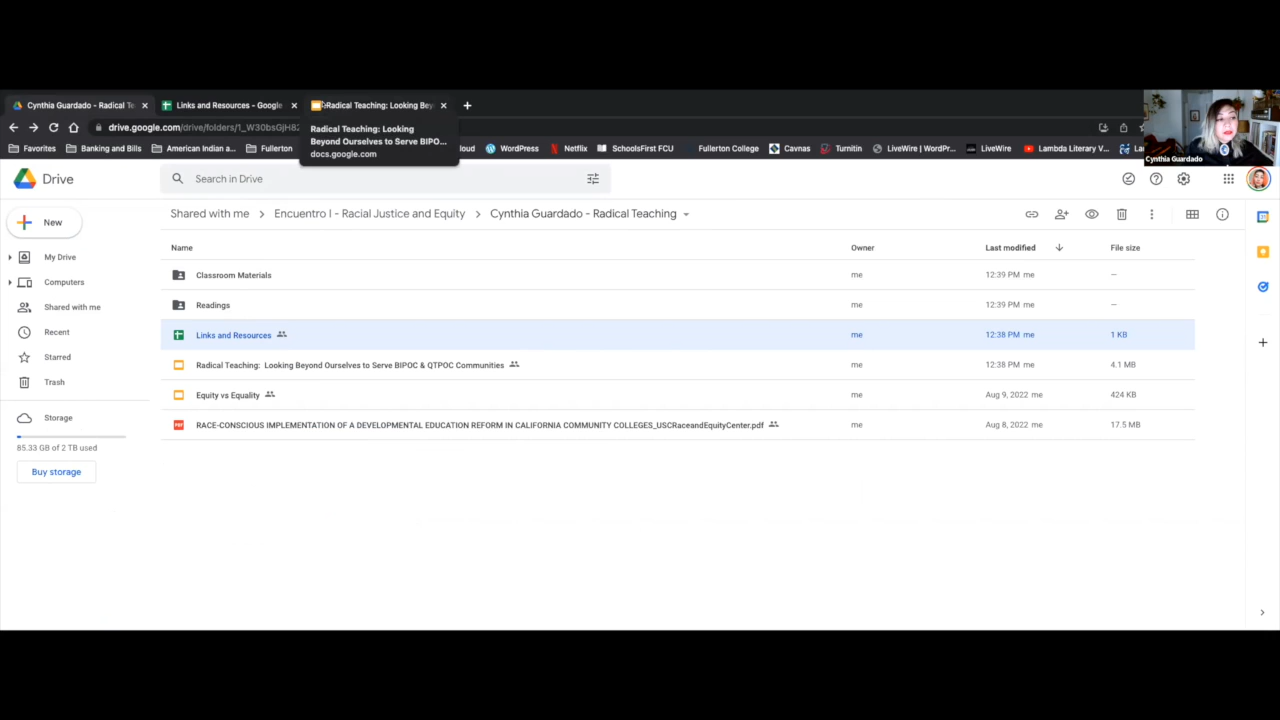 Cynthia Guardado - Radical Te
Links and Resources - Google
Radical Teaching: Looking Bey
drive.google.com/drive/folders/1_W30bsGjH82
Radical Teaching: Looking
Beyond Ourselves to Serve BIPO...
docs.google.com
Favorites
Banking and Bills
American Indian a...
Fullerton
loud
WordPress
Netflix
SchoolsFirst FCU
Fullerton College
Canvas
Turnitin
LiveWire | WordPr...
LiveWire
Lambda Literary V...
La
Cynthia Guardado
Drive
Search in Drive
New
Shared with me > Encuentro I - Racial Justice and Equity > Cynthia Guardado - Radical Teaching
Name Owner Last modified File size
My Drive
Computers
Shared with me
Recent
Starred
Trash
Storage
85.33 GB of 2 TB used
Buy storage
Classroom Materials me 12:39 PM me —
Readings me 12:39 PM me —
Links and Resources me 12:38 PM me 1 KB
Radical Teaching: Looking Beyond Ourselves to Serve BIPOC & QTPOC Communities me 12:38 PM me 4.1 MB
Equity vs Equality me Aug 9, 2022 me 424 KB
RACE-CONSCIOUS IMPLEMENTATION OF A DEVELOPMENTAL EDUCATION REFORM IN CALIFORNIA COMMUNITY COLLEGES_USCRaceandEquityCenter.pdf me Aug 8, 2022 me 17.5 MB